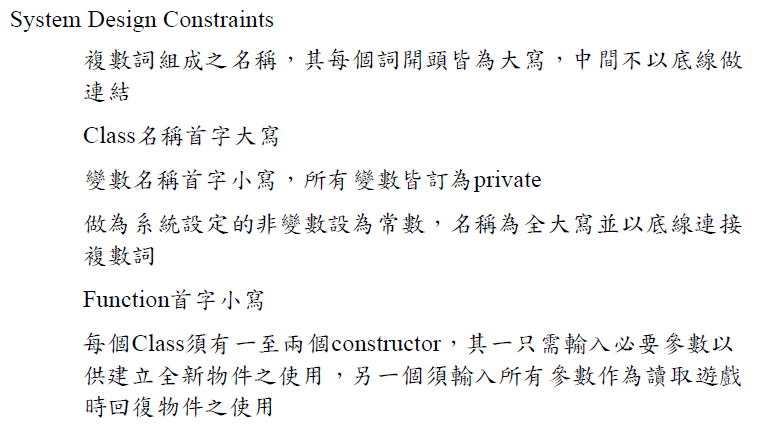 System Design Constraints
複數詞組成之名稱，其每個詞開頭皆為大寫，中間不以底線做
連結
Class名稱首字大寫
變數名稱首字小寫，所有變數皆訂為private
做為系統設定的非變數設為常數，名稱為全大寫並以底線連接
複數詞
Function首字小寫
每個Class須有一至兩個constructor，其一只需輸入必要參數以
供建立全新物件之使用，另一個須輸入所有參數作為讀取遊戲
時回復物件之使用